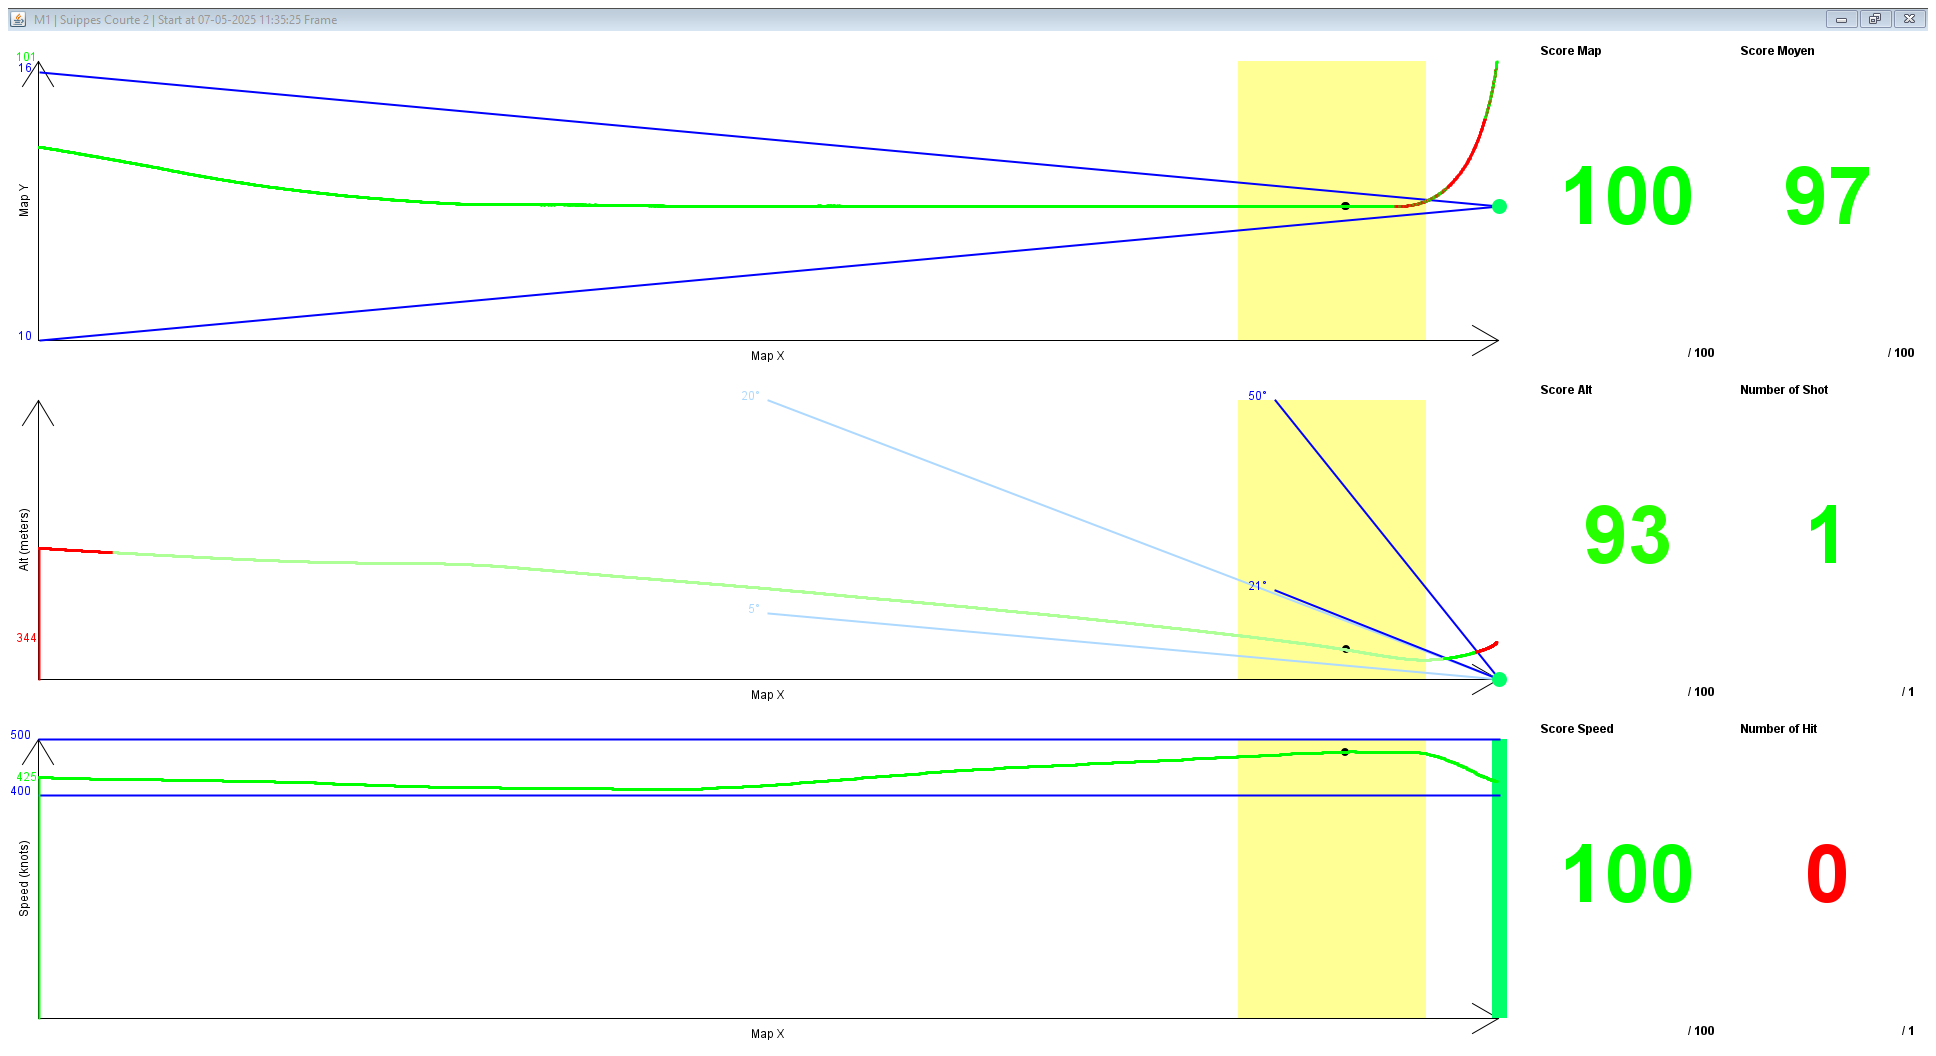 M1 | Suippes Courte 2 | Start at 07-05-2025 11:35:25 Frame
101
16
Map Y
10
Map X
Score Map
100
/ 100
Score Moyen
97
/ 100
20°
50°
Alt (meters)
21°
5°
344
Map X
Score Alt
93
/ 100
Number of Shot
1
/ 1
500
425
400
Speed (knots)
Map X
Score Speed
100
/ 100
Number of Hit
0
/ 1